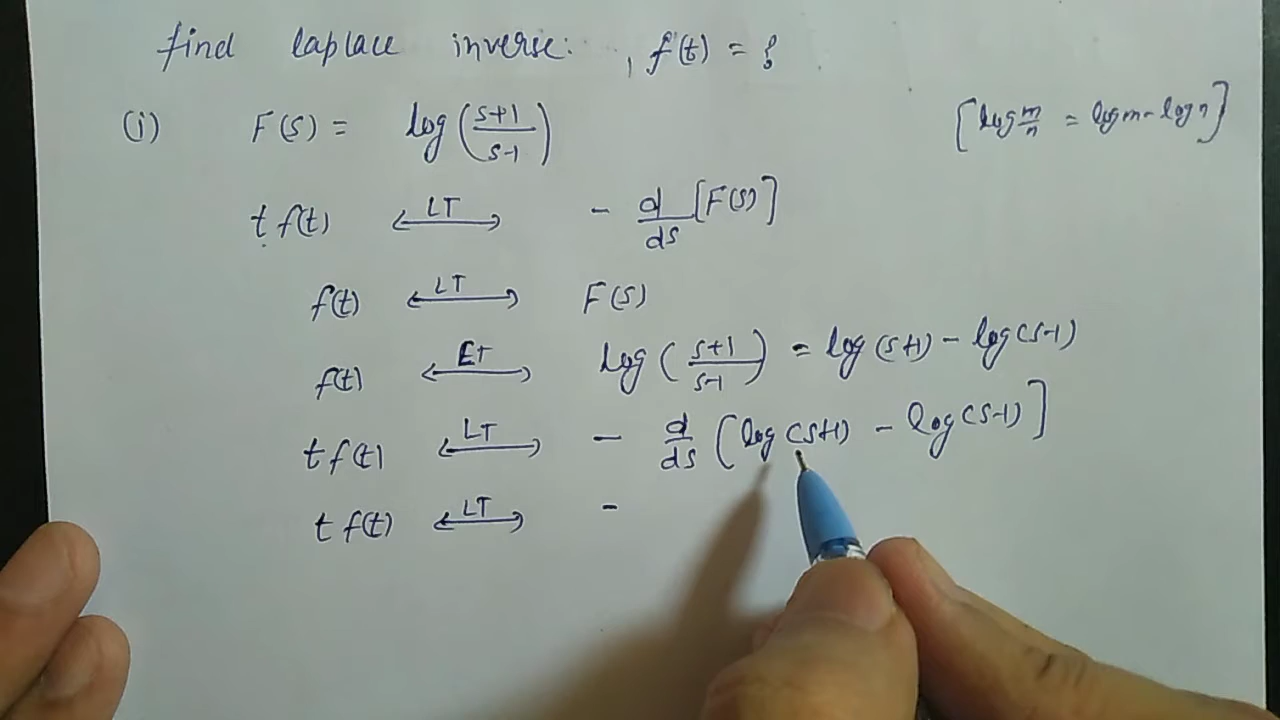 find laplace inverse: , f(t) = ?
(i) F(S) = log(s+1/s-1) [log m/n = log m - log n]
t f(t) ⟷ LT - d/ds [F(S)]
f(t) ⟷ LT F(S)
f(t) ⟷ LT log(s+1/s-1) = log(s+1) - log(s-1)
t f(t) ⟷ LT - d/ds [log(s+1) - log(s-1)]
t f(t) ⟷ LT -